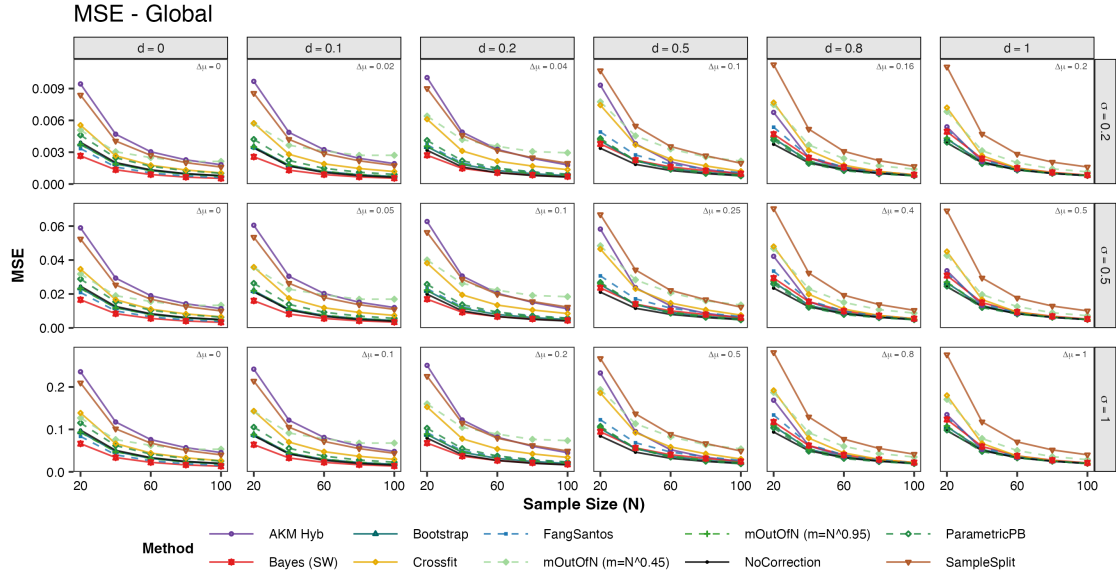 MSE - Global
d = 0 d = 0.1 d = 0.2 d = 0.5 d = 0.8 d = 1
Δμ = 0 Δμ = 0.02 Δμ = 0.04 Δμ = 0.1 Δμ = 0.16 Δμ = 0.2
0.009
0.006
0.003
0.000
σ = 0.2
Δμ = 0 Δμ = 0.05 Δμ = 0.1 Δμ = 0.25 Δμ = 0.4 Δμ = 0.5
0.06
0.04
0.02
0.00
σ = 0.5
MSE
Δμ = 0 Δμ = 0.1 Δμ = 0.2 Δμ = 0.5 Δμ = 0.8 Δμ = 1
0.2
0.1
0.0
σ = 1
20 60 100 20 60 100 20 60 100 20 60 100 20 60 100 20 60 100
Sample Size (N)
Method
AKM Hyb Bootstrap FangSantos mOutOfN (m=N^0.95) ParametricPB
Bayes (SW) Crossfit mOutOfN (m=N^0.45) NoCorrection SampleSplit